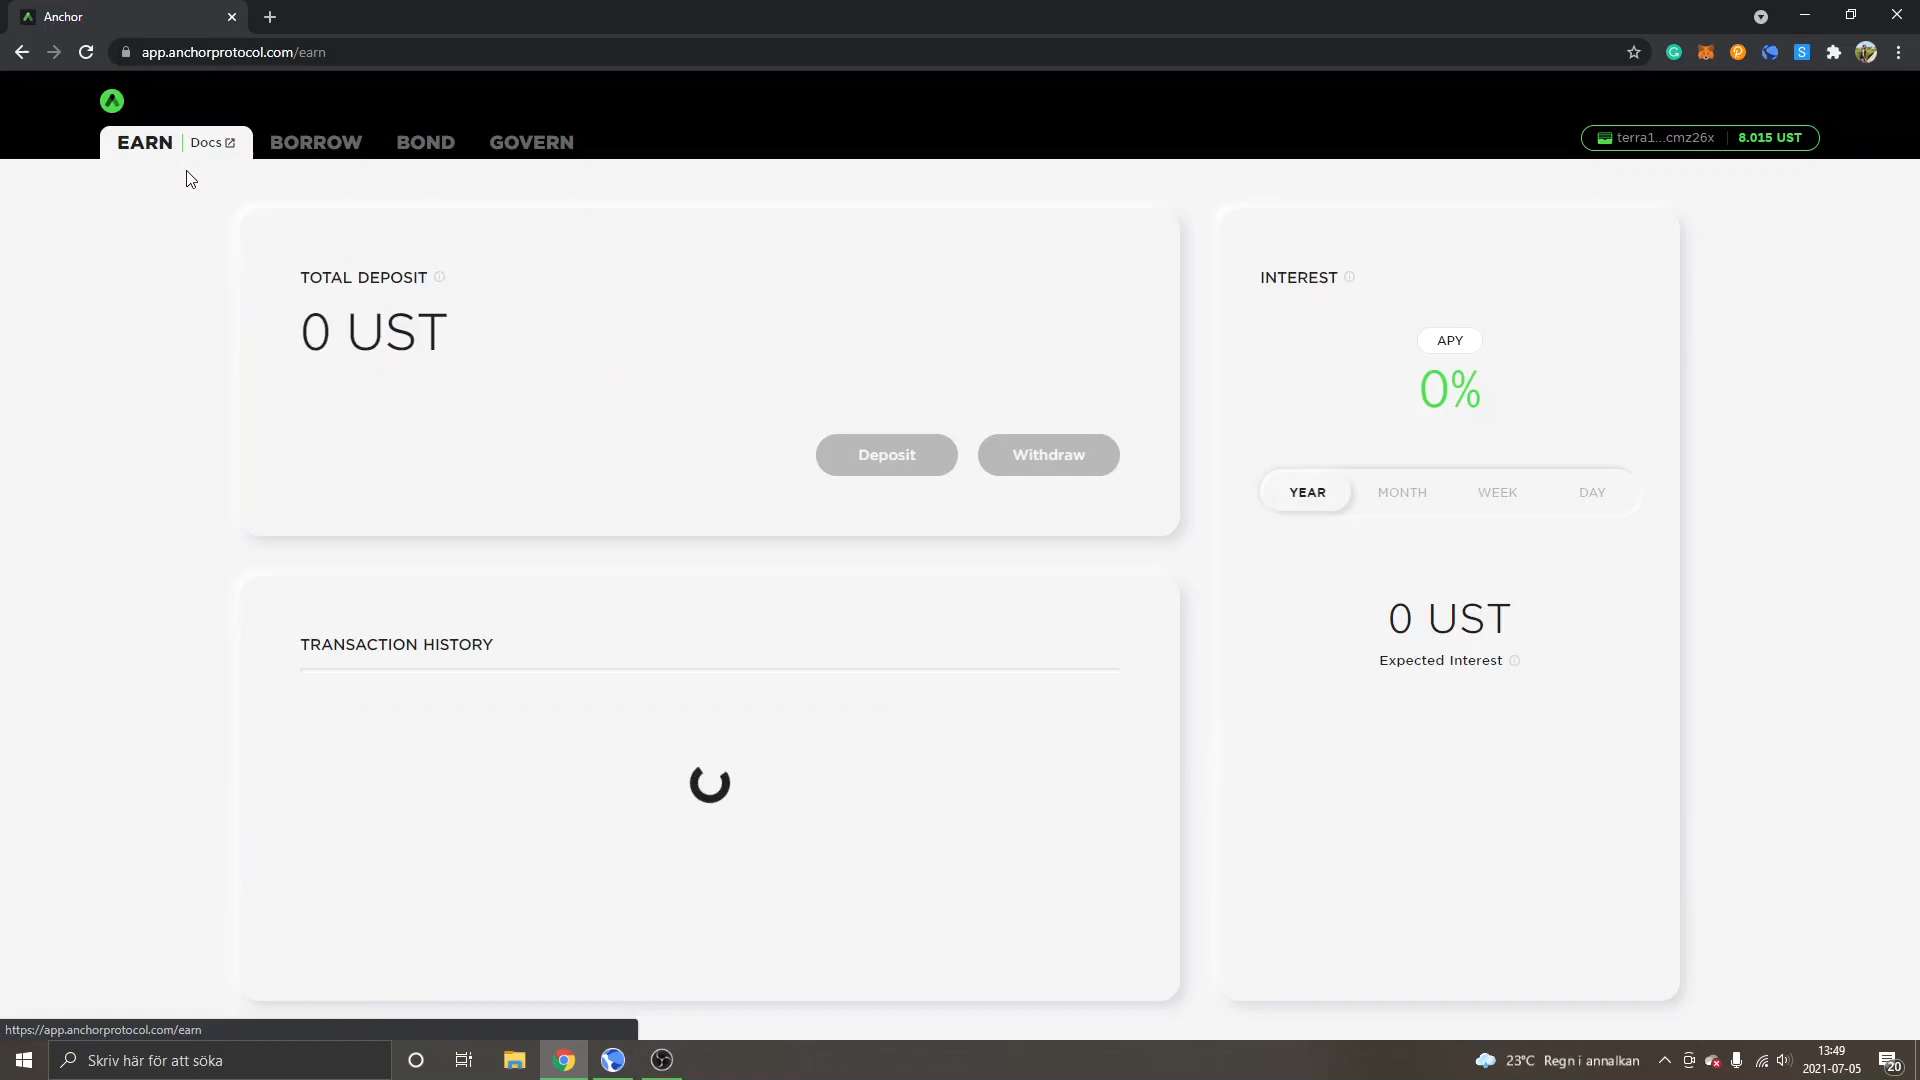 Anchor
app.anchorprotocol.com/earn
EARN Docs BORROW BOND GOVERN
terra1...cmz26x 8.015 UST
TOTAL DEPOSIT
0 UST
Deposit Withdraw
INTEREST
APY
0%
YEAR MONTH WEEK DAY
0 UST
Expected Interest
TRANSACTION HISTORY
https://app.anchorprotocol.com/earn
Skriv här för att söka
23°C Regn i annalkan
13:49
2021-07-05
20